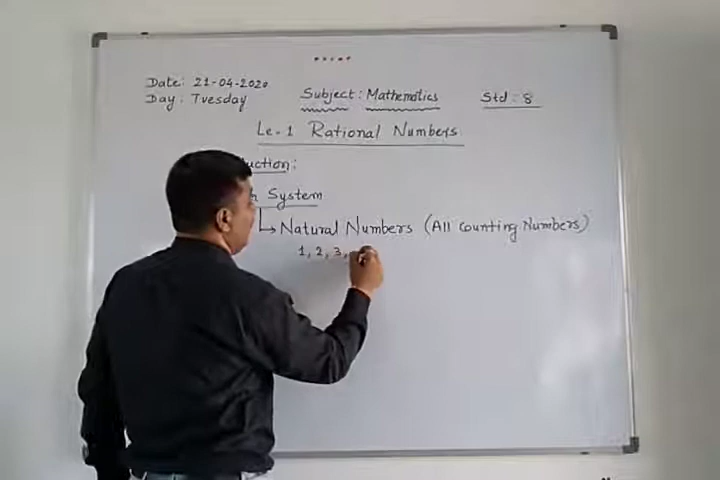 Date: 21-04-2020
Day: Tuesday
Subject: Mathematics
Std: 8
Le-1 Rational Numbers
uction:
System
Natural Numbers (All counting Numbers)
1, 2, 3,